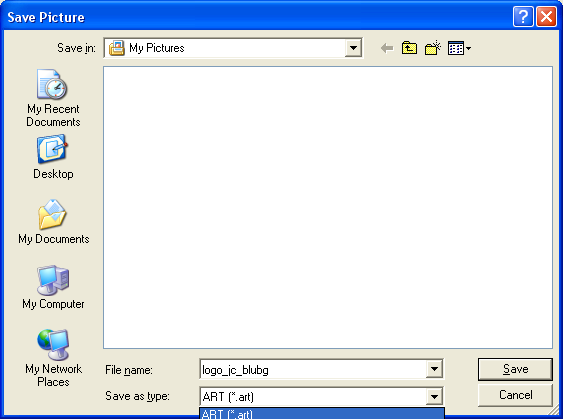 Save Picture
Save in:
My Pictures
My Recent
Documents
Desktop
My Documents
My Computer
My Network
Places
File name:
logo_jc_blubg
Save
Save as type:
ART (*.art)
Cancel
ART (*.art)